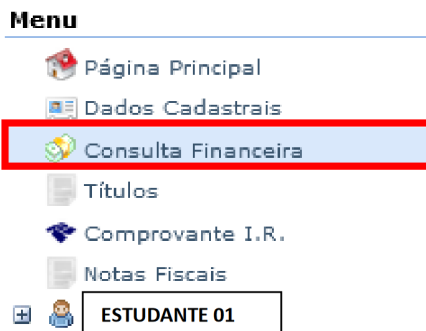 Menu
Página Principal
Dados Cadastrais
Consulta Financeira
Títulos
Comprovante I.R.
Notas Fiscais
ESTUDANTE 01